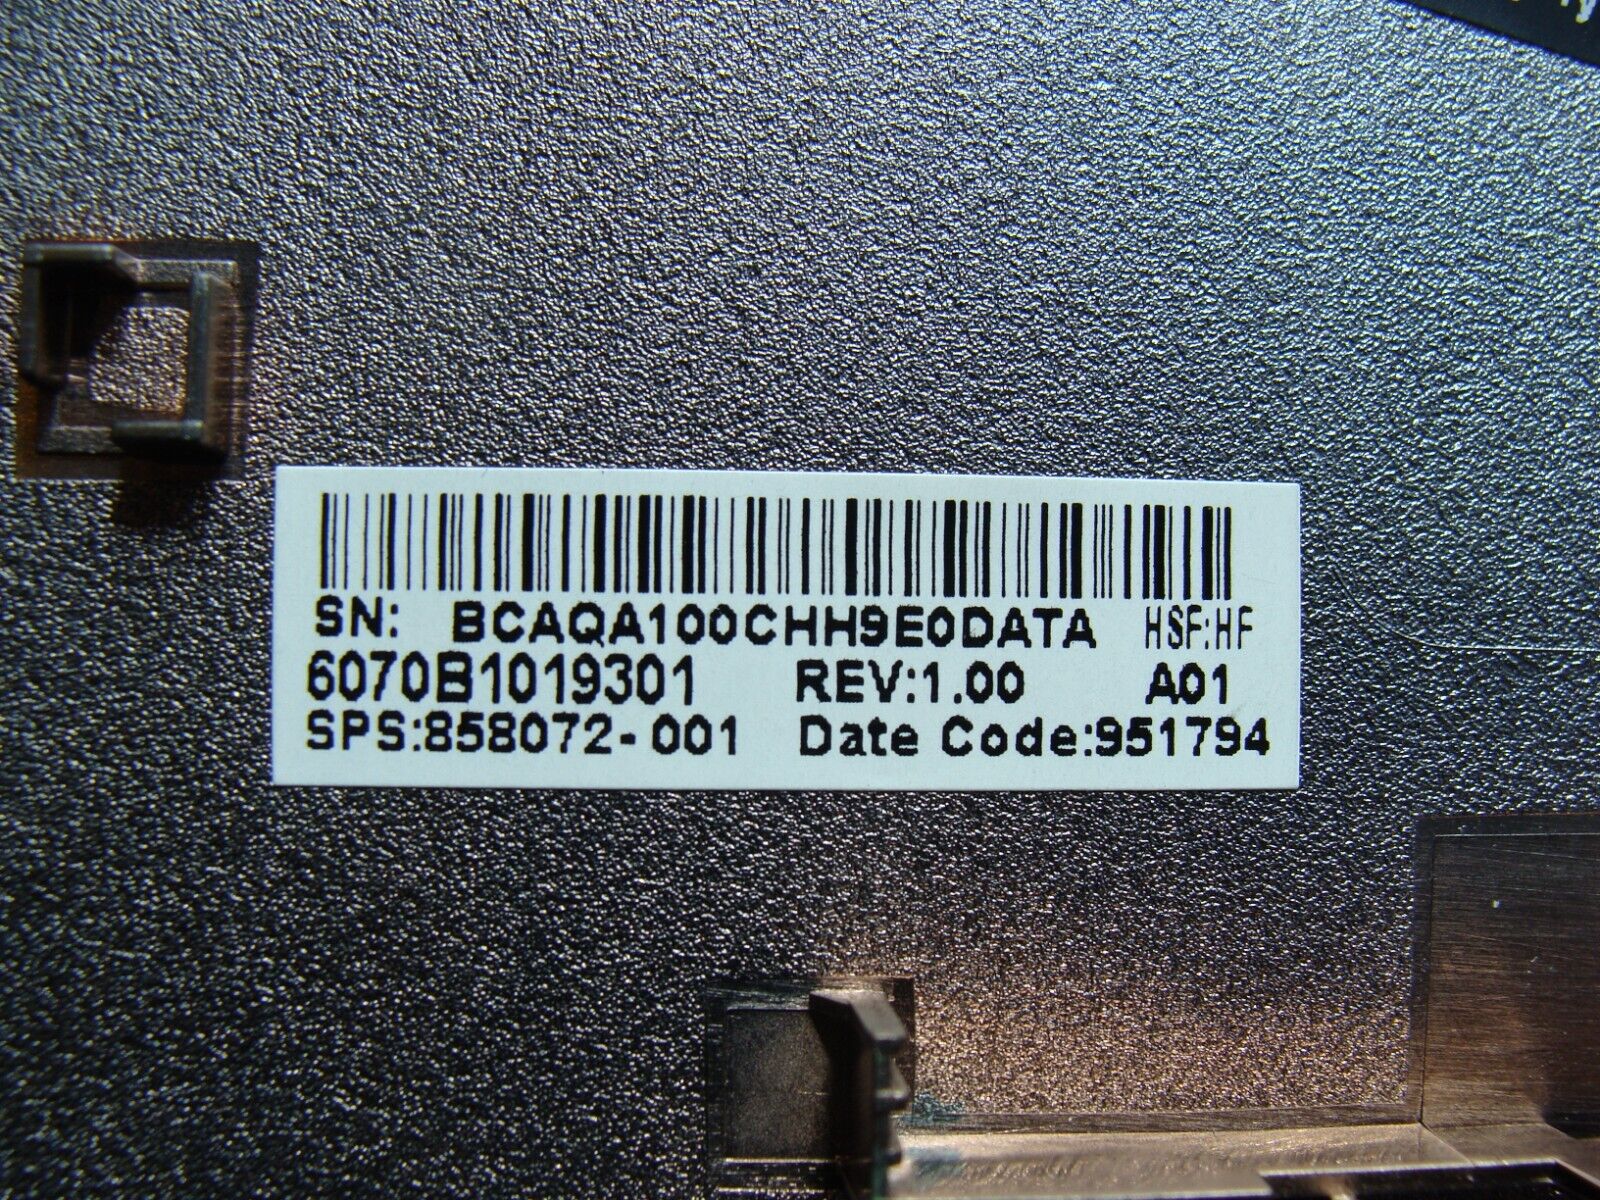 SN: BCAQA100CHH9E0DATA HSF:HF
6070B1019301 REV:1.00 A01
SPS:858072-001 Date Code:951794